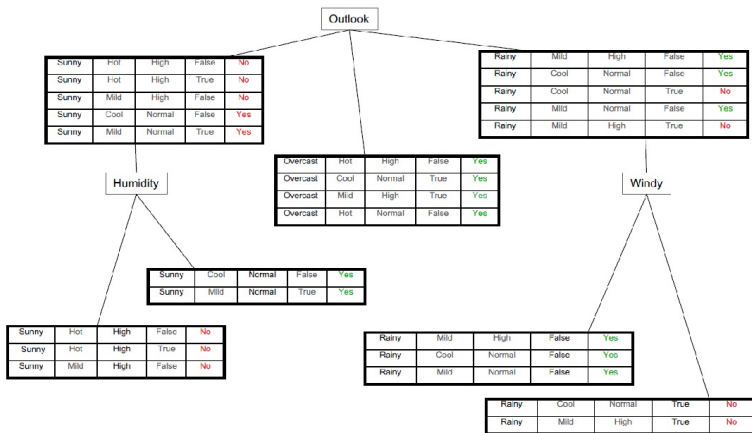 Outlook
Sunny Hot High False No
Sunny Hot High True No
Sunny Mild High False No
Sunny Cool Normal False Yes
Sunny Mild Normal True Yes
Rainy Mild High False Yes
Rainy Cool Normal False Yes
Rainy Cool Normal True No
Rainy Mild Normal False Yes
Rainy Mild High True No
Overcast Hot High False Yes
Overcast Cool Normal True Yes
Overcast Mild High True Yes
Overcast Hot Normal False Yes
Humidity
Windy
Sunny Cool Normal False Yes
Sunny Mild Normal True Yes
Sunny Hot High False No
Sunny Hot High True No
Sunny Mild High False No
Rainy Mild High False Yes
Rainy Cool Normal False Yes
Rainy Mild Normal False Yes
Rainy Cool Normal True No
Rainy Mild High True No